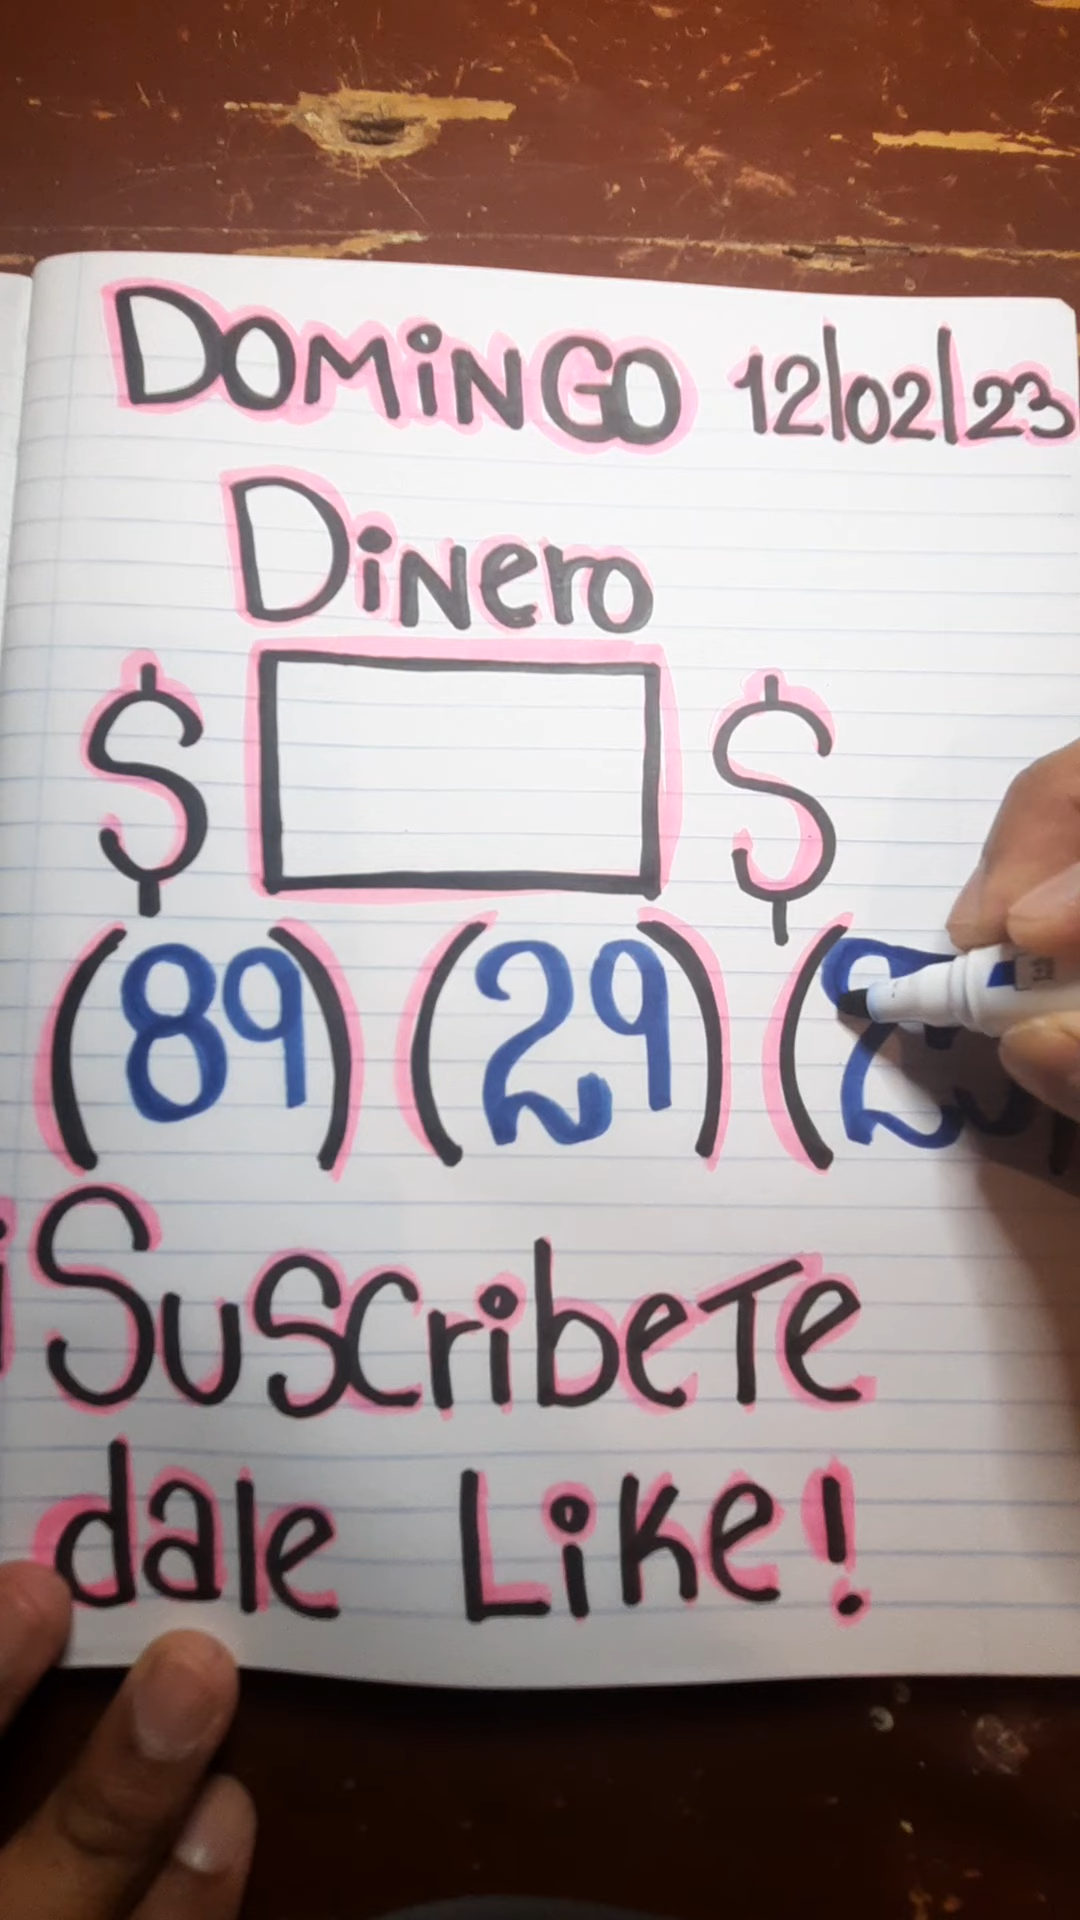 DOMiNGO 12/02/23
DiNero
$ $
(89) (29) (
¡SuScribeTe
dale Like!